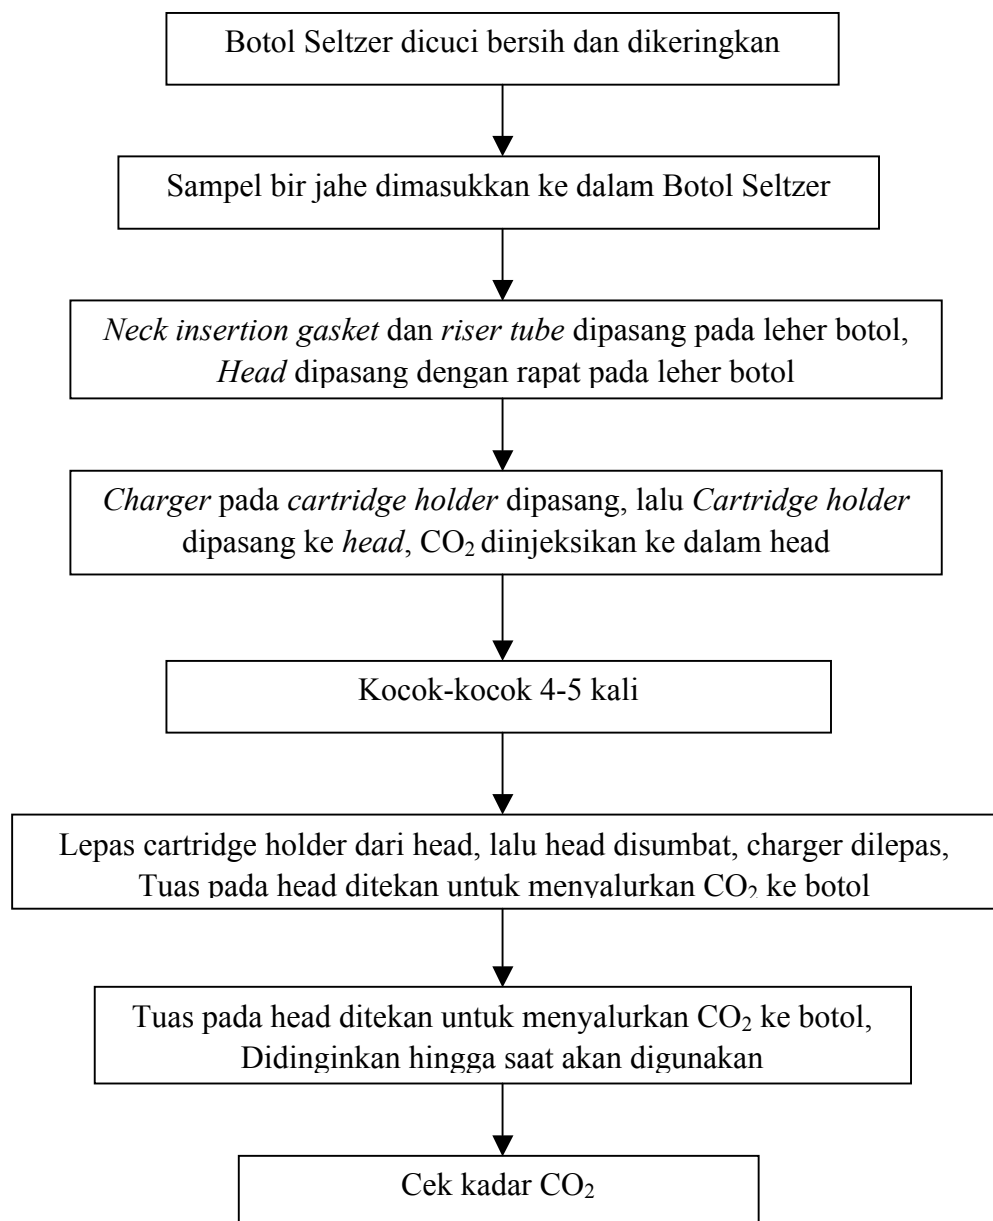 Botol Seltzer dicuci bersih dan dikeringkan
Sampel bir jahe dimasukkan ke dalam Botol Seltzer
Neck insertion gasket dan riser tube dipasang pada leher botol,
Head dipasang dengan rapat pada leher botol
Charger pada cartridge holder dipasang, lalu Cartridge holder
dipasang ke head, CO₂ diinjeksikan ke dalam head
Kocok-kocok 4-5 kali
Lepas cartridge holder dari head, lalu head disumbat, charger dilepas,
Tuas pada head ditekan untuk menyalurkan CO₂ ke botol
Tuas pada head ditekan untuk menyalurkan CO₂ ke botol,
Didinginkan hingga saat akan digunakan
Cek kadar CO₂